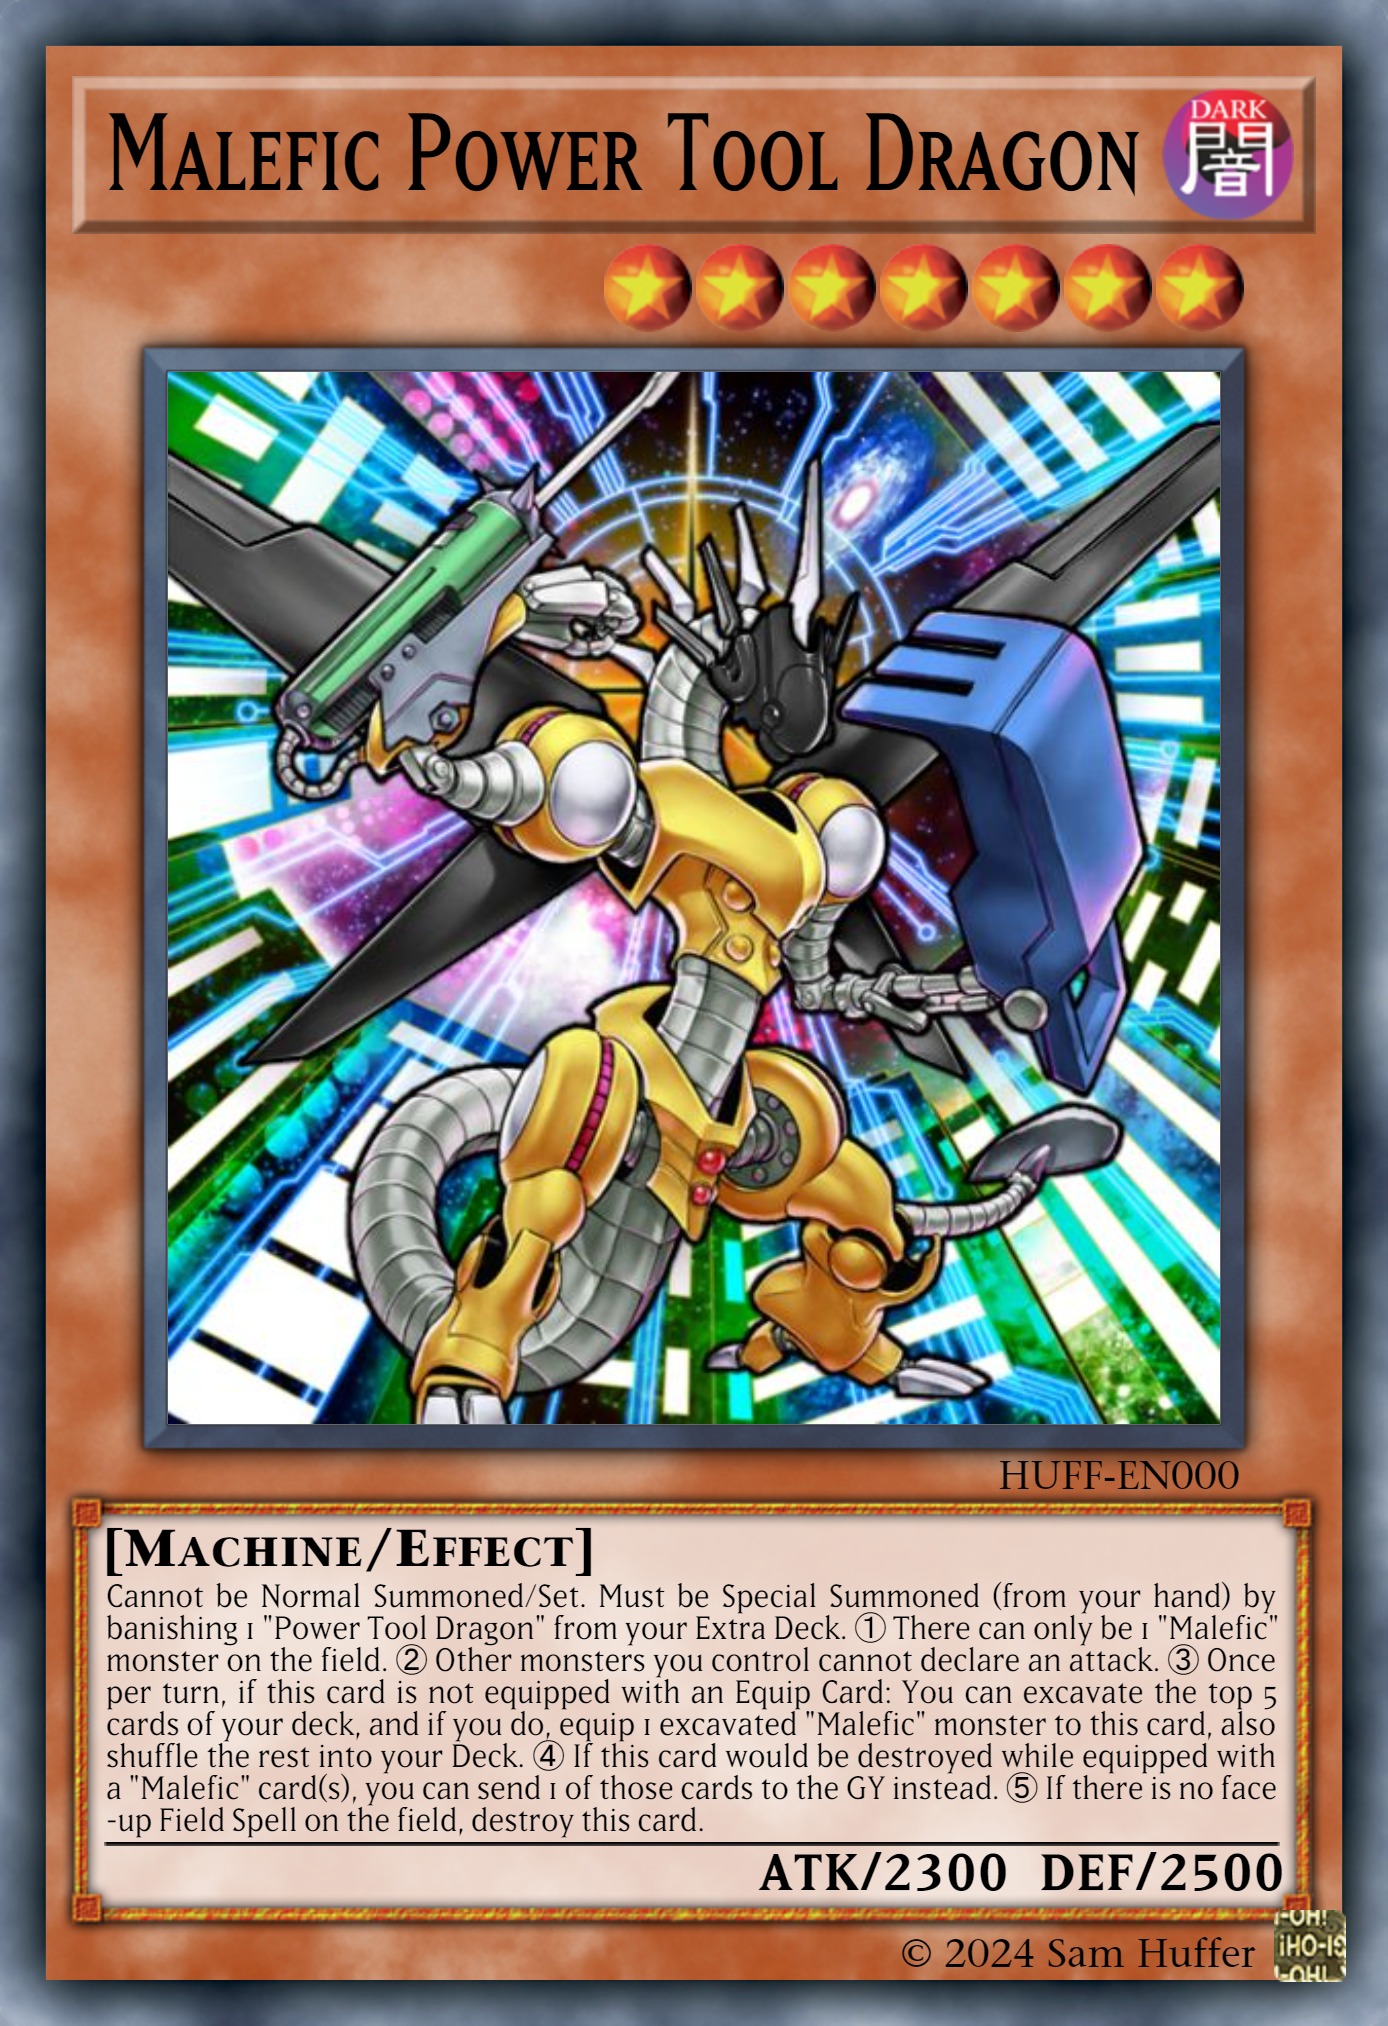 Malefic Power Tool Dragon
DARK
闇
HUFF-EN000
[Machine/Effect]
Cannot be Normal Summoned/Set. Must be Special Summoned (from your hand) by
banishing 1 "Power Tool Dragon" from your Extra Deck. ① There can only be 1 "Malefic"
monster on the field. ② Other monsters you control cannot declare an attack. ③ Once
per turn, if this card is not equipped with an Equip Card: You can excavate the top 5
cards of your deck, and if you do, equip 1 excavated "Malefic" monster to this card, also
shuffle the rest into your Deck. ④ If this card would be destroyed while equipped with
a "Malefic" card(s), you can send 1 of those cards to the GY instead. ⑤ If there is no face
-up Field Spell on the field, destroy this card.
ATK/2300 DEF/2500
© 2024 Sam Huffer